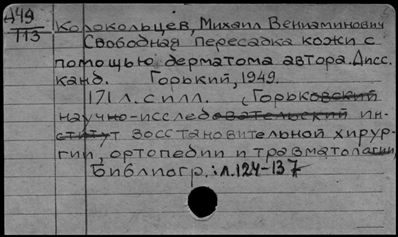 А49
113
Колокольцев, Михаил Вениаминович
Свободная пересадка кожи с
помощью дерматома автора. Дисс.
канд. Горький, 1949.
171 л. с илл. (Горьковский
научно-исследовательский ин-
ститут восстановительной хирур-
гии, ортопедии и травматологии)
Библиогр.: л. 124-137